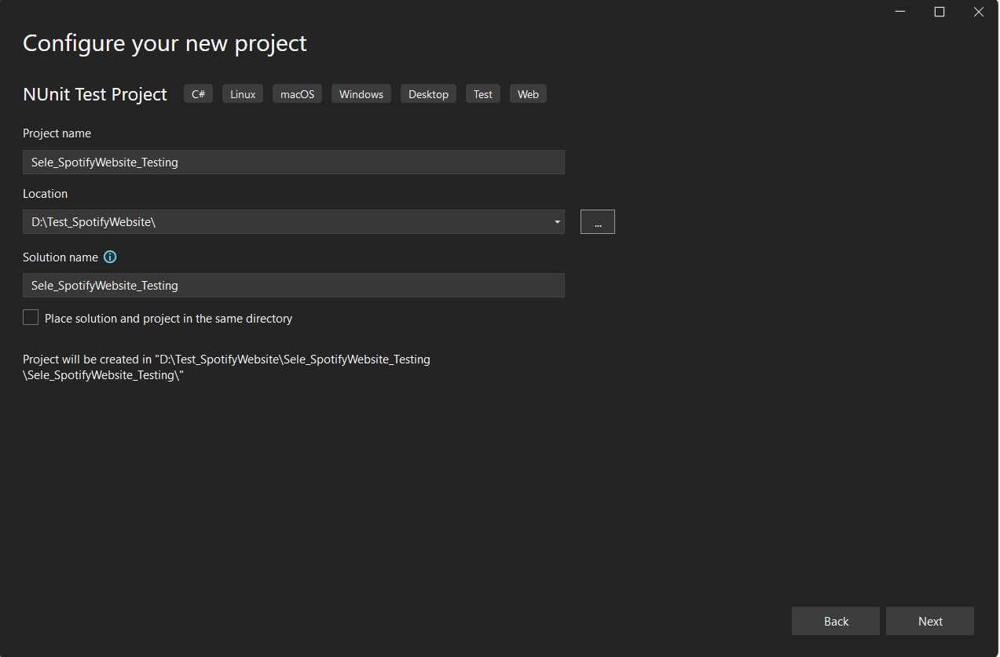 Configure your new project
NUnit Test Project C# Linux macOS Windows Desktop Test Web
Project name
Sele_SpotifyWebsite_Testing
Location
D:\Test_SpotifyWebsite\
...
Solution name
Sele_SpotifyWebsite_Testing
Place solution and project in the same directory
Project will be created in "D:\Test_SpotifyWebsite\Sele_SpotifyWebsite_Testing
\Sele_SpotifyWebsite_Testing\"
Back Next